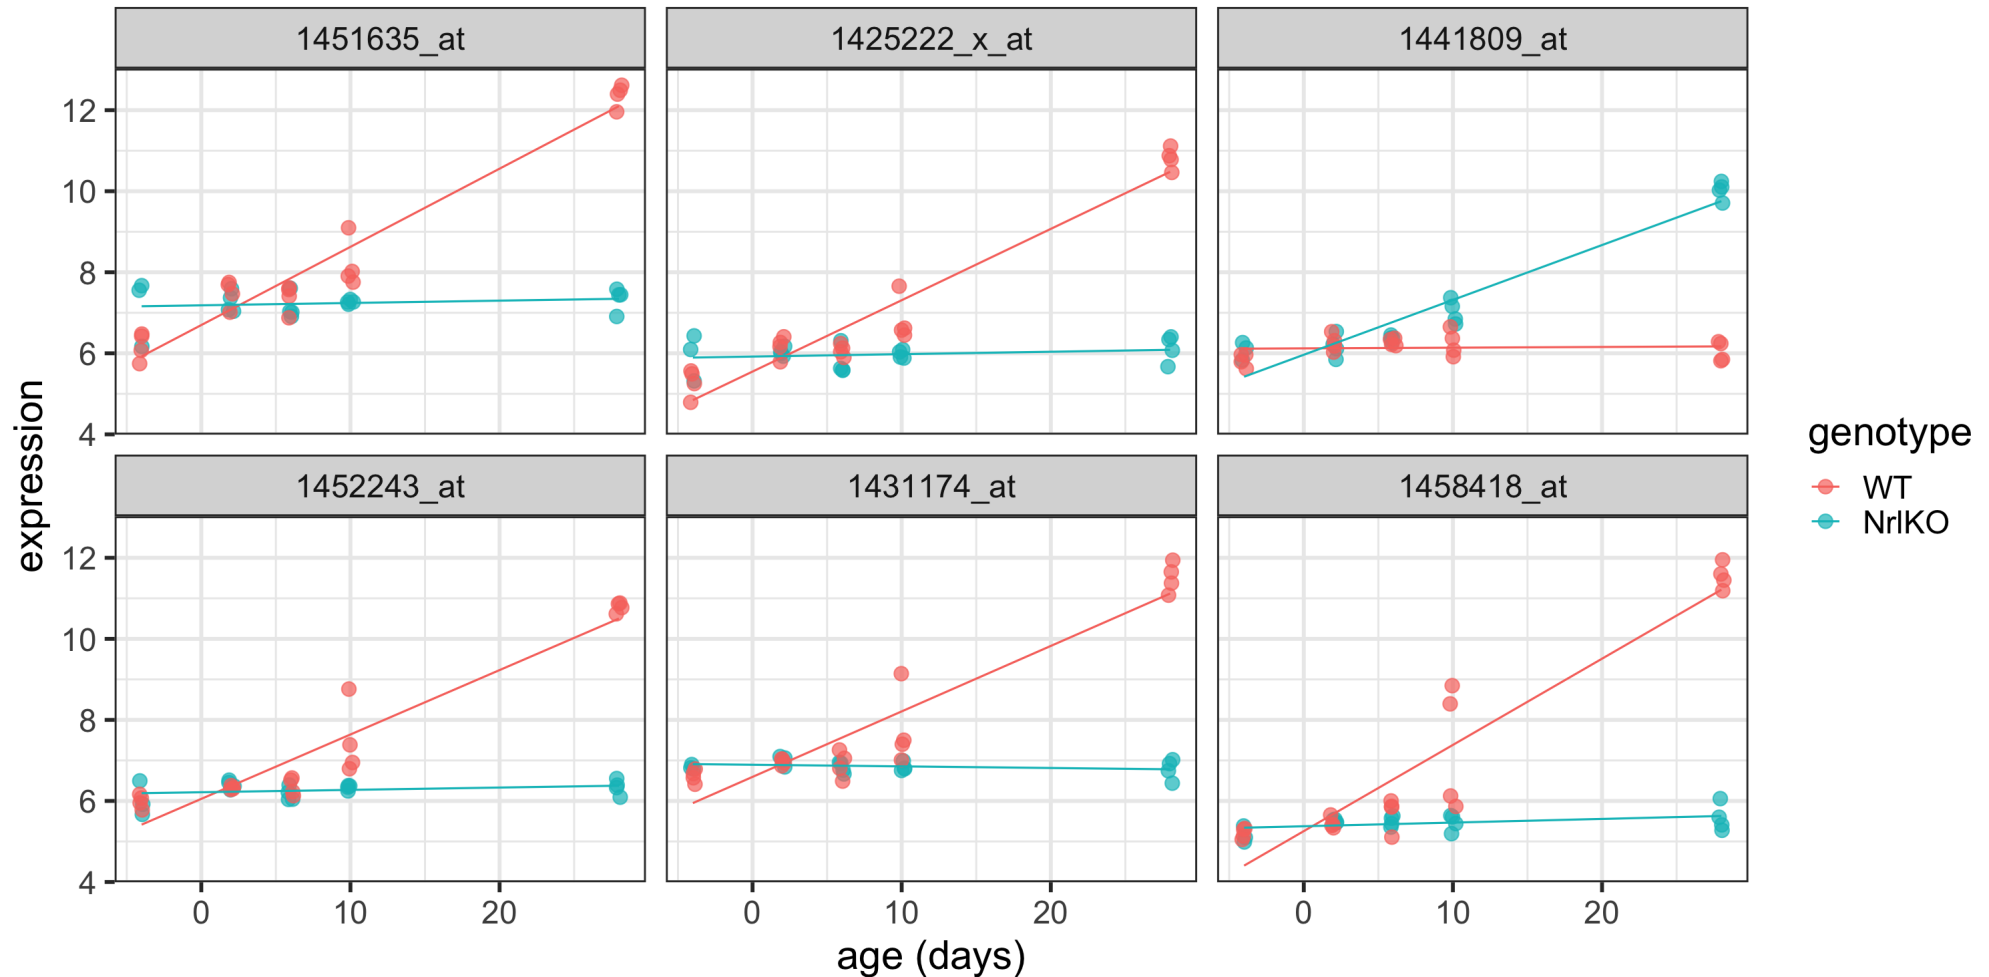 1451635_at
1425222_x_at
1441809_at
12
10
8
6
4
1452243_at
1431174_at
1458418_at
12
10
8
6
4
0 10 20
0 10 20
0 10 20
age (days)
expression
genotype
WT
NrlKO